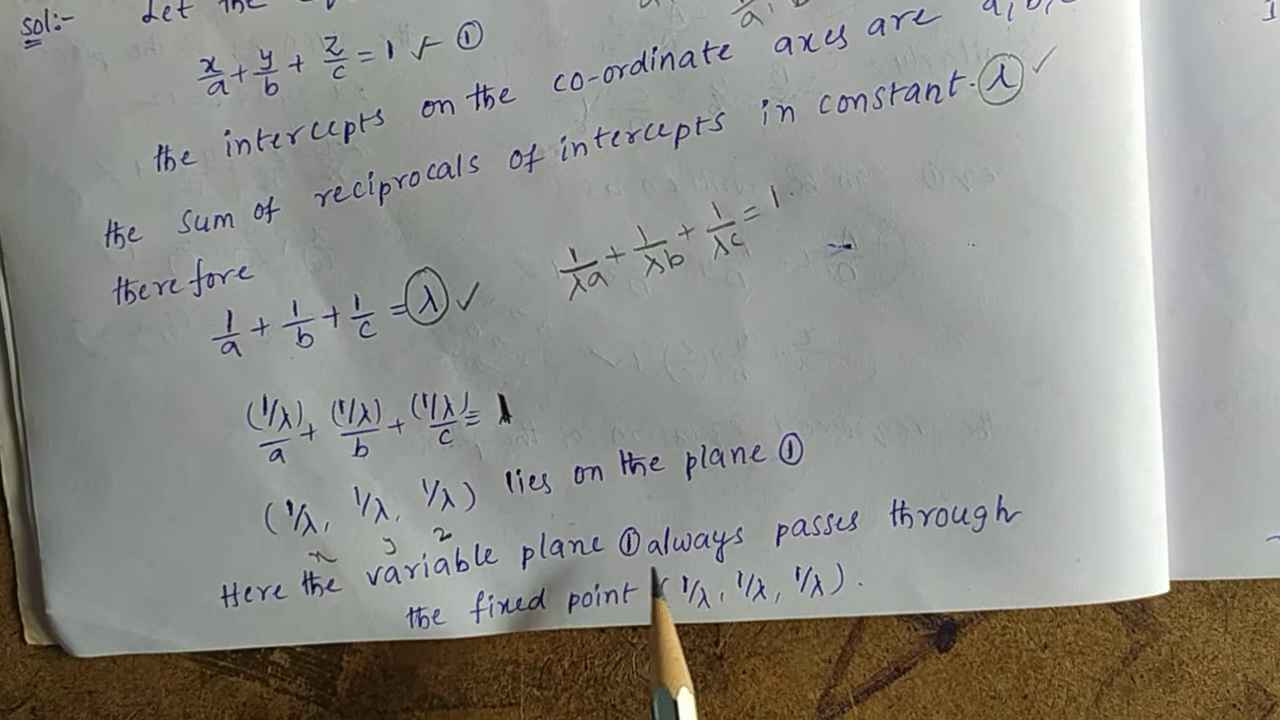 sol:- Let the
x/a + y/b + z/c = 1 ①
the intercepts on the co-ordinate axes are a, b,
the sum of reciprocals of intercepts in constant. λ ✓
therefore
1/λa + 1/λb + 1/λc = 1.
1/a + 1/b + 1/c = λ ✓
(1/λ)/a + (1/λ)/b + (1/λ)/c = 1
(1/λ, 1/λ, 1/λ) lies on the plane ①
x y z
Here the variable plane ① always passes through
the fixed point (1/λ, 1/λ, 1/λ).